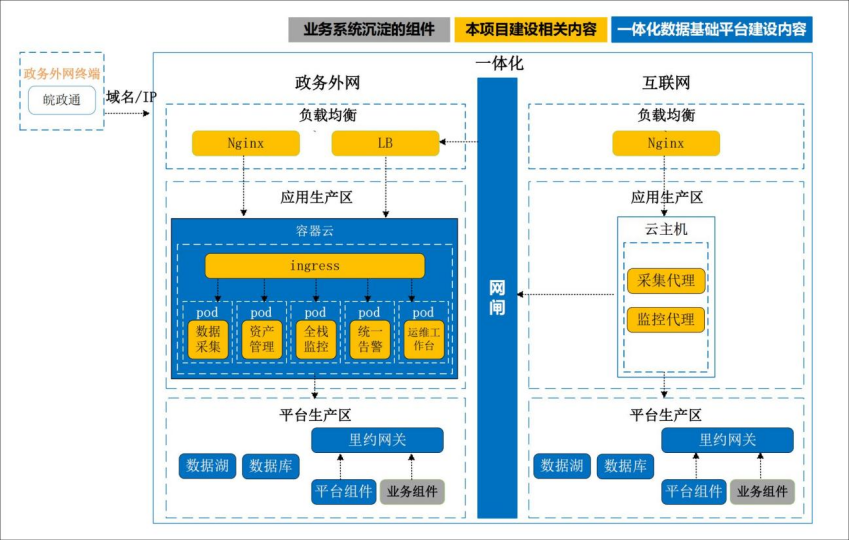 业务系统沉淀的组件
本项目建设相关内容
一体化数据基础平台建设内容
政务外网终端
皖政通
域名/IP
一体化
政务外网
负载均衡
Nginx
LB
应用生产区
容器云
ingress
pod
数据
采集
pod
资产
管理
pod
全栈
监控
pod
统一
告警
pod
运维工
作台
平台生产区
里约网关
数据湖
数据库
平台组件
业务组件
网
闸
互联网
负载均衡
Nginx
应用生产区
云主机
采集代理
监控代理
平台生产区
里约网关
数据湖
数据库
平台组件
业务组件